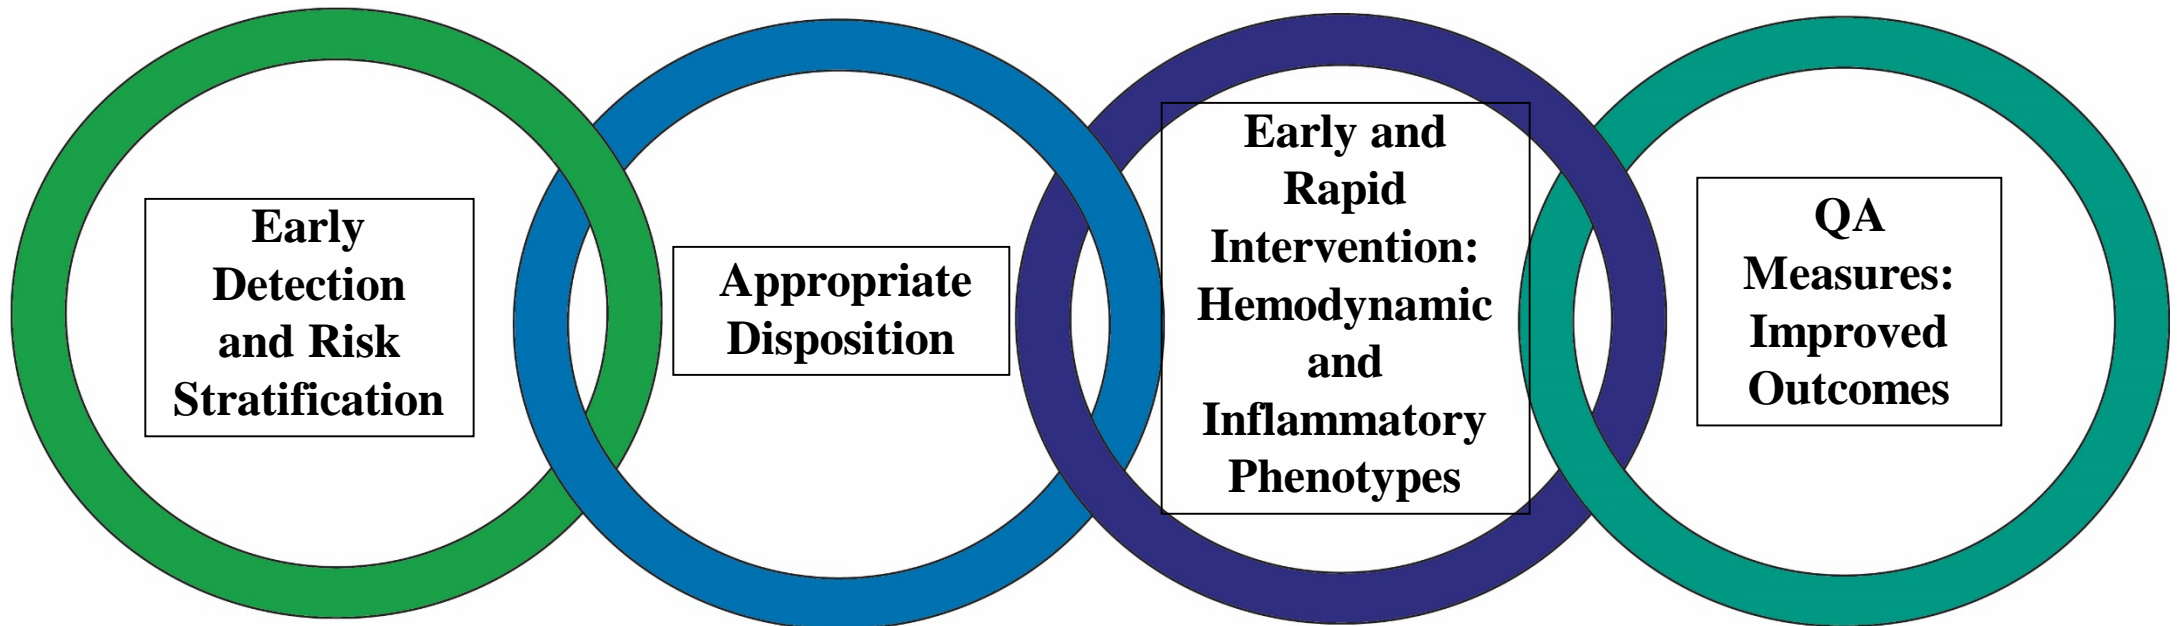 Early
Detection
and Risk
Stratification
Appropriate
Disposition
Early and
Rapid
Intervention:
Hemodynamic
and
Inflammatory
Phenotypes
QA
Measures:
Improved
Outcomes